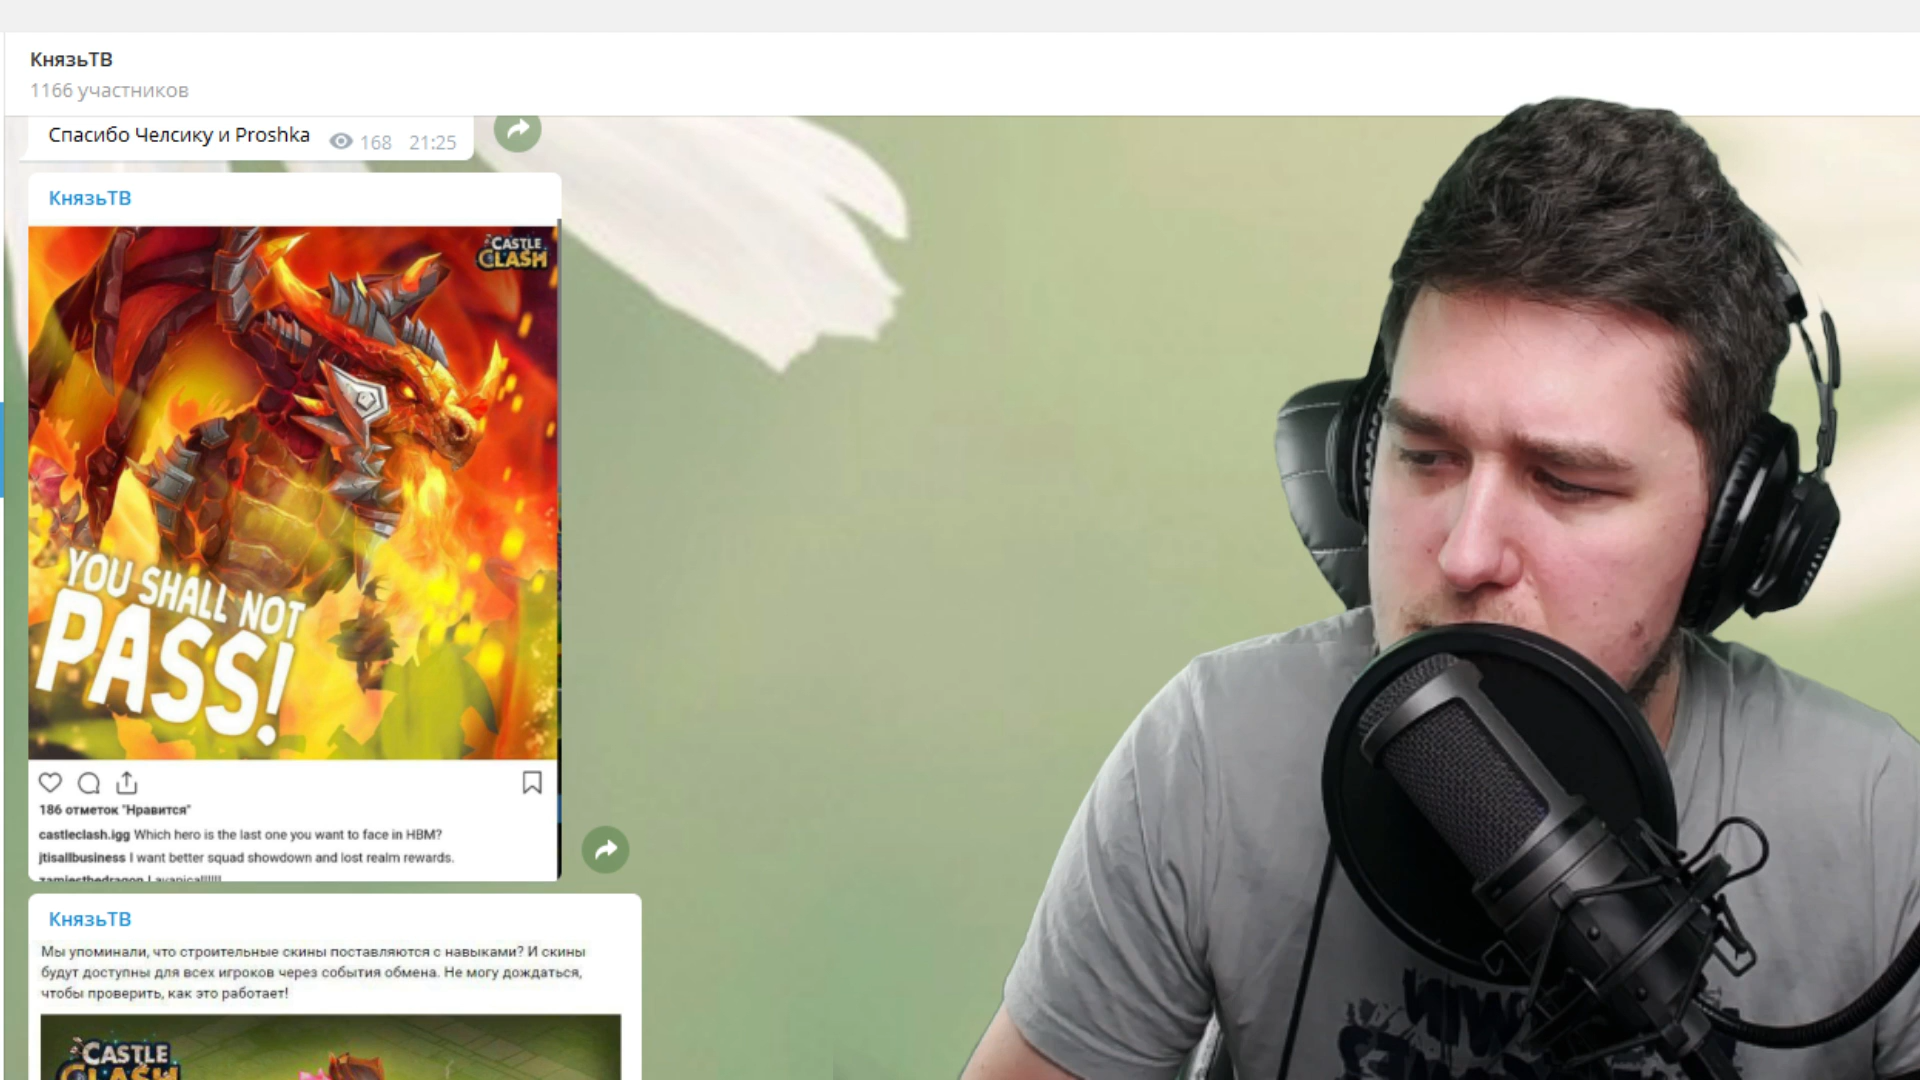 КнязьТВ
1166 участников
Спасибо Челсику и Proshka 168 21:25
КнязьТВ
CASTLE
CLASH
YOU SHALL NOT
PASS!
186 отметок "Нравится"
castleclash.igg Which hero is the last one you want to face in HBM?
jtisallbusiness I want better squad showdown and lost realm rewards.
КнязьТВ
Мы упоминали, что строительные скины поставляются с навыками? И скины
будут доступны для всех игроков через события обмена. Не могу дождаться,
чтобы проверить, как это работает!
CASTLE
CLASH